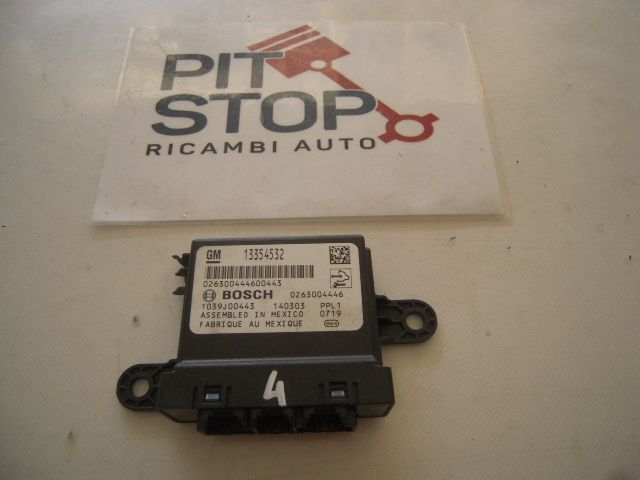 PIT
STOP
RICAMBI AUTO
GM 13354532
026300444600443
BOSCH 0263004446
1039J00443 140303 PPL1
ASSEMBLED IN MEXICO 0719
FABRIQUE AU MEXIQUE
4